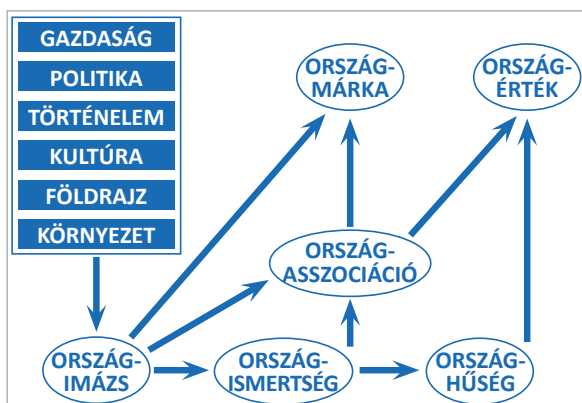 GAZDASÁG
POLITIKA
TÖRTÉNELEM
KULTÚRA
FÖLDRAJZ
KÖRNYEZET
ORSZÁG-
MÁRKA
ORSZÁG-
ÉRTÉK
ORSZÁG-
ASSZOCIÁCIÓ
ORSZÁG-
IMÁZS
ORSZÁG-
ISMERTSÉG
ORSZÁG-
HŰSÉG